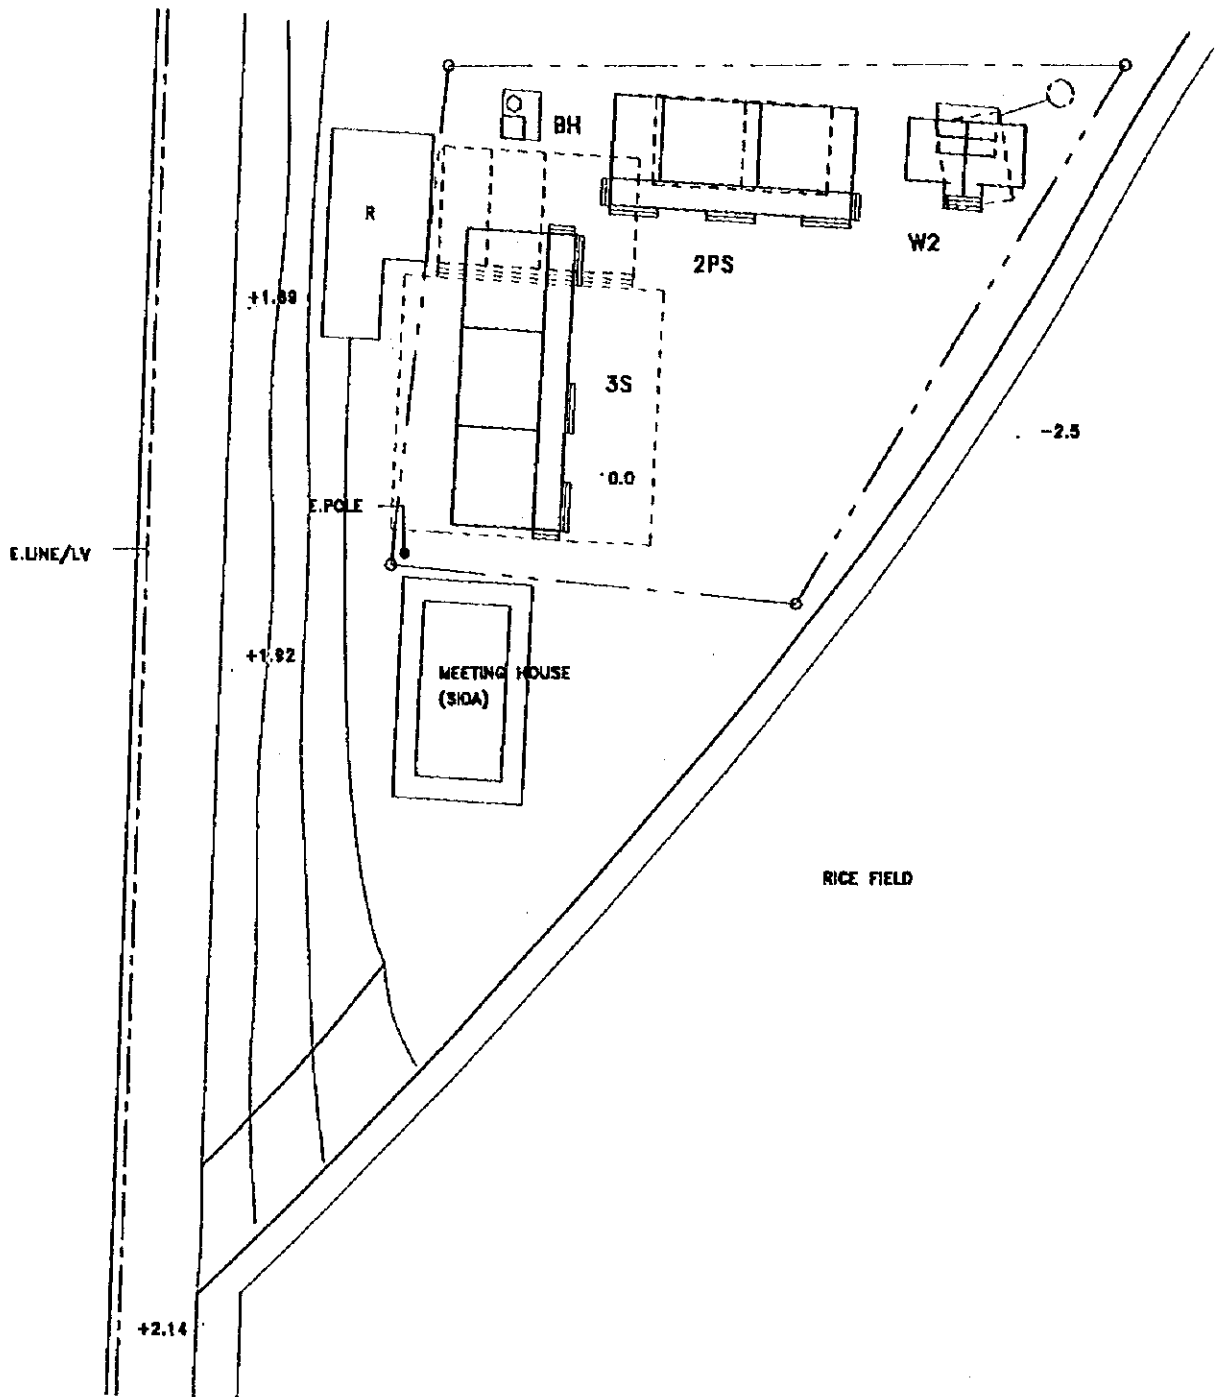 BH
R
W2
2PS
+1.89
3S
-2.5
0.0
E.POLE
E.LINE/LV
+1.92
MEETING HOUSE
(SIDA)
RICE FIELD
+2.14